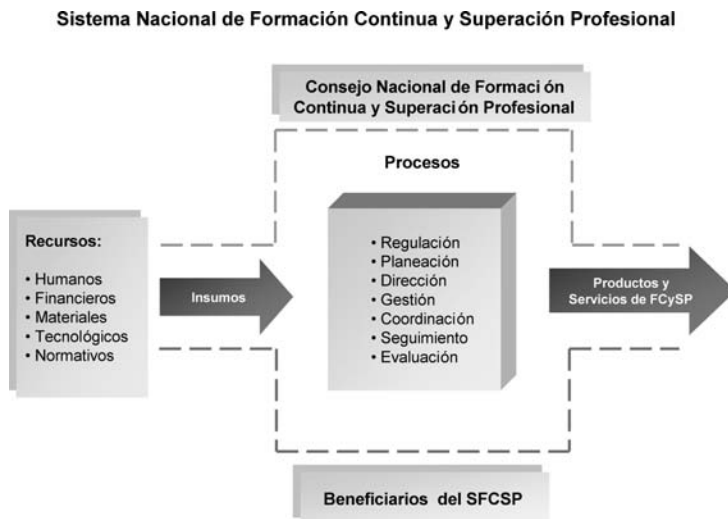 Sistema Nacional de Formación Continua y Superación Profesional
Consejo Nacional de Formación
Continua y Superación Profesional
Procesos
Recursos:
• Humanos
• Financieros
• Materiales
• Tecnológicos
• Normativos
Insumos
• Regulación
• Planeación
• Dirección
• Gestión
• Coordinación
• Seguimiento
• Evaluación
Productos y
Servicios de FCySP
Beneficiarios del SFCSP